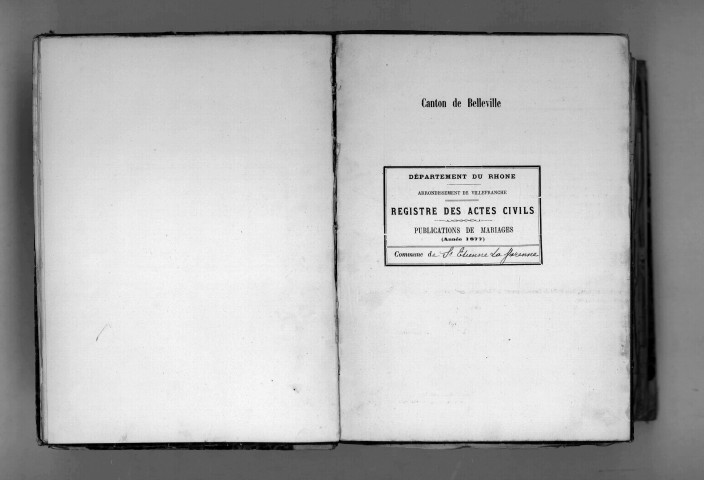 Canton de Belleville
DÉPARTEMENT DU RHONE
ARRONDISSEMENT DE VILLEFRANCHE
REGISTRE DES ACTES CIVILS
PUBLICATIONS DE MARIAGES
(Année 1877)
Commune de St Etienne La Varenne